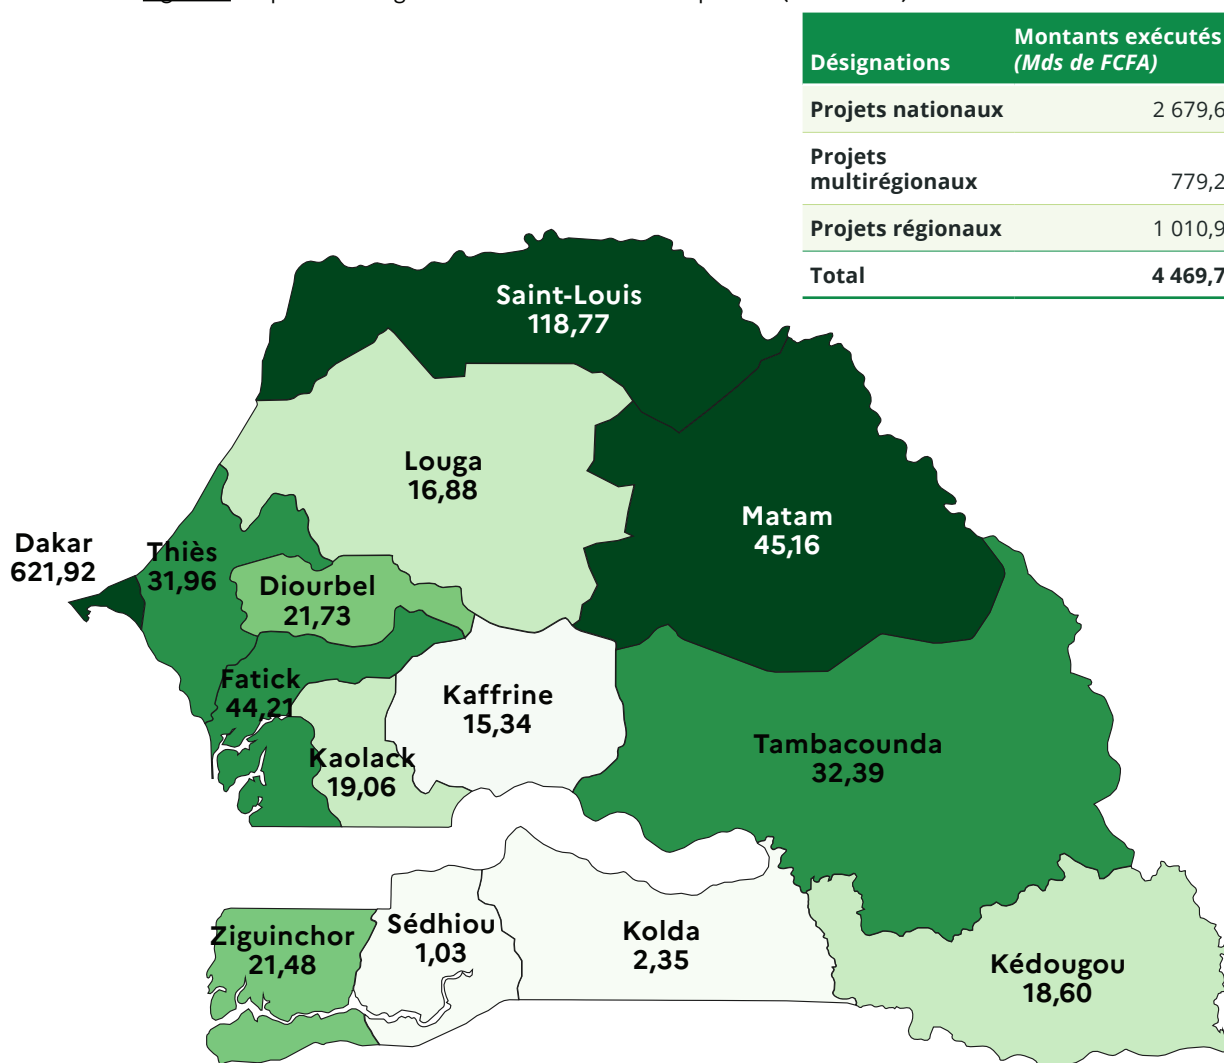 Désignations
Montants exécutés
(Mds de FCFA)
Projets nationaux 2 679,6
Projets
multirégionaux 779,2
Projets régionaux 1 010,9
Total 4 469,7
Saint-Louis
118,77
Louga
16,88
Matam
45,16
Dakar
621,92
Thiès
31,96
Diourbel
21,73
Fatick
44,21
Kaffrine
15,34
Kaolack
19,06
Tambacounda
32,39
Ziguinchor
21,48
Sédhiou
1,03
Kolda
2,35
Kédougou
18,60